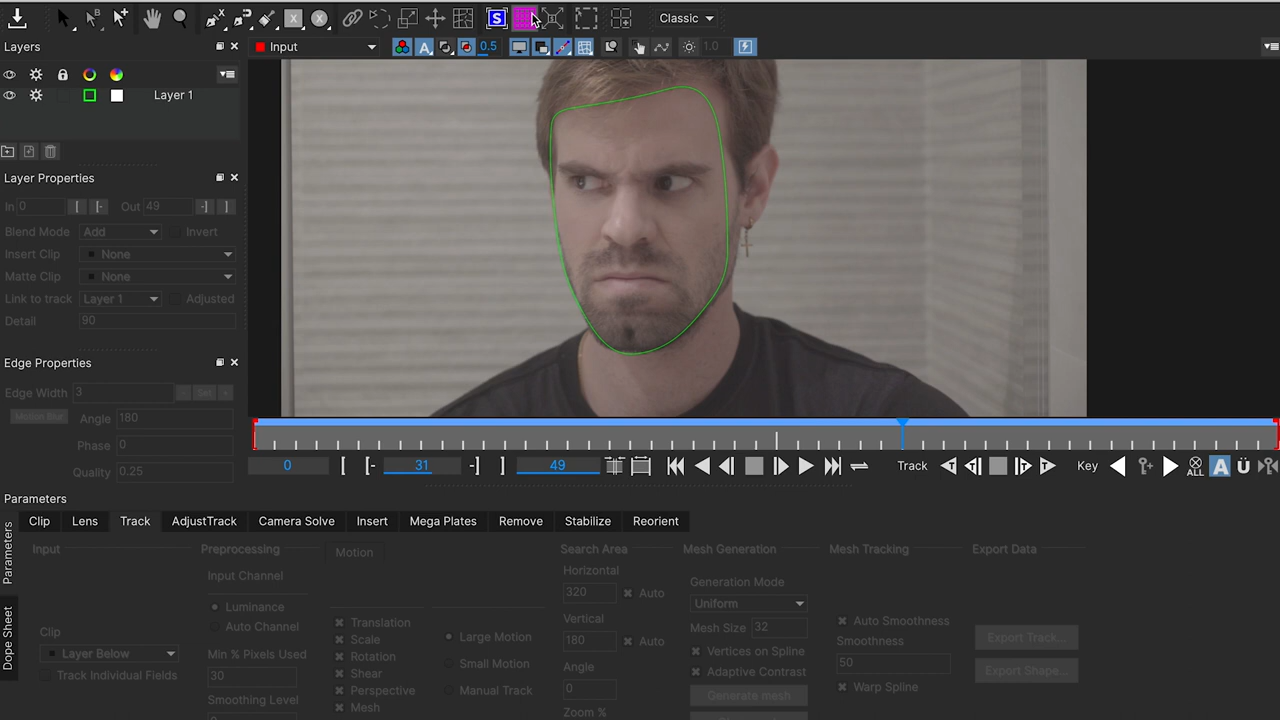 S
Classic
Layers
Input
A
0.5
1.0
Layer 1
Layer Properties
In 0 [ [- Out 49 -] ]
Blend Mode Add Invert
Insert Clip None
Matte Clip None
Link to track Layer 1 Adjusted
Detail 90
Edge Properties
Edge Width 3 - Set +
Motion Blur Angle 180
Phase 0
Quality 0.25
0 [ [- 31 -] ] 49 Track Key ALL A Ü
Parameters
Clip Lens Track AdjustTrack Camera Solve Insert Mega Plates Remove Stabilize Reorient
Parameters
Dope Sheet
Input
Clip
Layer Below
Track Individual Fields
Preprocessing
Input Channel
Luminance
Auto Channel
Min % Pixels Used
30
Smoothing Level
Motion
Translation
Scale
Rotation
Shear
Perspective
Mesh
Large Motion
Small Motion
Manual Track
Search Area
Horizontal
320 Auto
Vertical
180 Auto
Angle
0
Zoom %
Mesh Generation
Generation Mode
Uniform
Mesh Size 32
Vertices on Spline
Adaptive Contrast
Generate mesh
Mesh Tracking
Auto Smoothness
Smoothness
50
Warp Spline
Export Data
Export Track...
Export Shape...